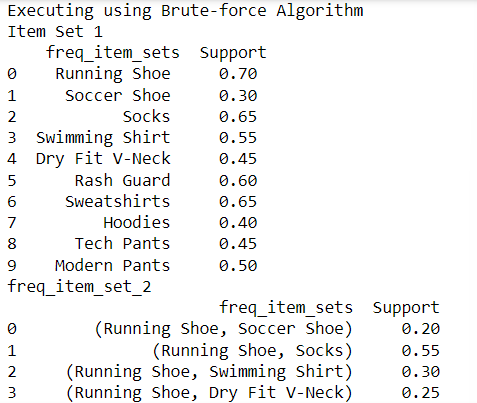 Executing using Brute-force Algorithm
Item Set 1
freq_item_sets Support
0 Running Shoe 0.70
1 Soccer Shoe 0.30
2 Socks 0.65
3 Swimming Shirt 0.55
4 Dry Fit V-Neck 0.45
5 Rash Guard 0.60
6 Sweatshirts 0.65
7 Hoodies 0.40
8 Tech Pants 0.45
9 Modern Pants 0.50
freq_item_set_2
freq_item_sets Support
0 (Running Shoe, Soccer Shoe) 0.20
1 (Running Shoe, Socks) 0.55
2 (Running Shoe, Swimming Shirt) 0.30
3 (Running Shoe, Dry Fit V-Neck) 0.25